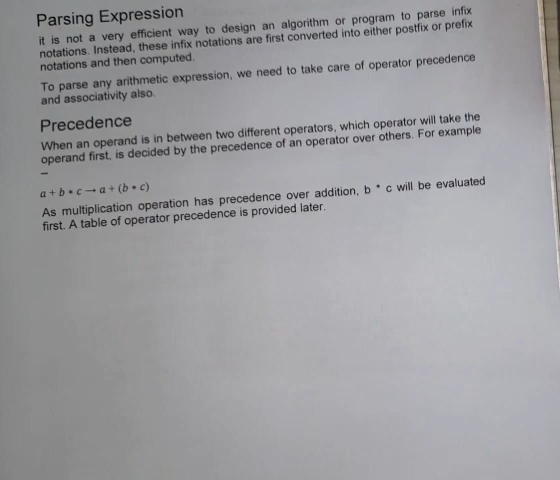 Parsing Expression
it is not a very efficient way to design an algorithm or program to parse infix
notations. Instead, these infix notations are first converted into either postfix or prefix
notations and then computed.
To parse any arithmetic expression, we need to take care of operator precedence
and associativity also.
Precedence
When an operand is in between two different operators, which operator will take the
operand first, is decided by the precedence of an operator over others. For example
–
a + b * c → a + (b * c)
As multiplication operation has precedence over addition, b * c will be evaluated
first. A table of operator precedence is provided later.